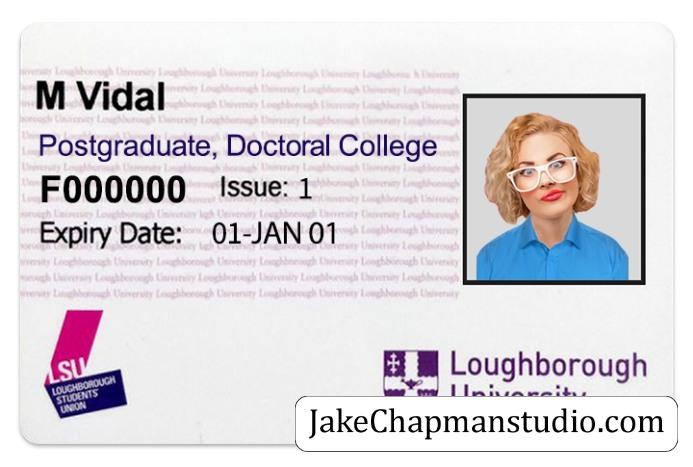 M Vidal
Postgraduate, Doctoral College
F000000 Issue: 1
Expiry Date: 01-JAN 01
LSU
LOUGHBOROUGH
STUDENTS'
UNION
Loughborough
University
JakeChapmanstudio.com